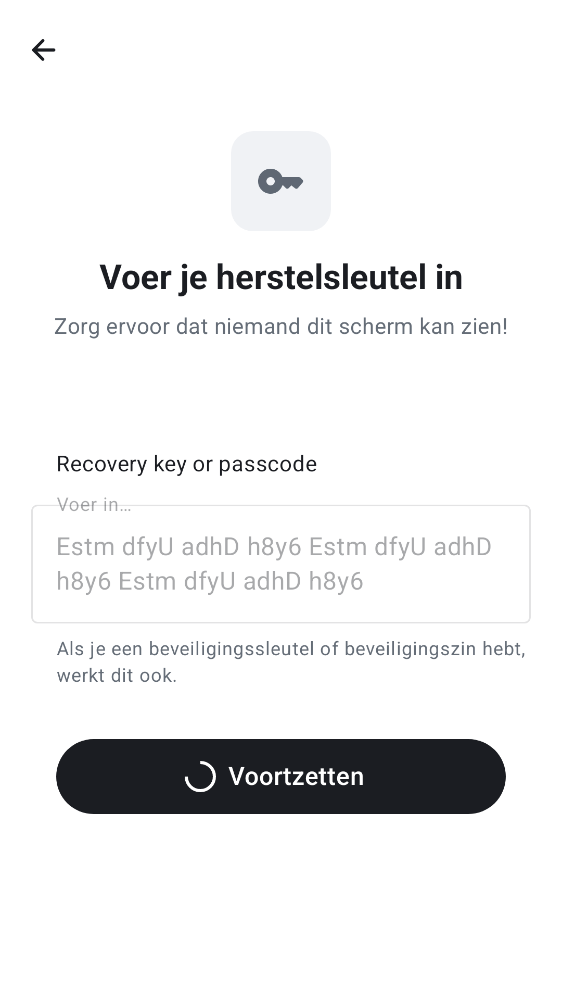 Voer je herstelsleutel in
Zorg ervoor dat niemand dit scherm kan zien!
Recovery key or passcode
Voer in…
Estm dfyU adhD h8y6 Estm dfyU adhD
h8y6 Estm dfyU adhD h8y6
Als je een beveiligingssleutel of beveiligingszin hebt,
werkt dit ook.
Voortzetten